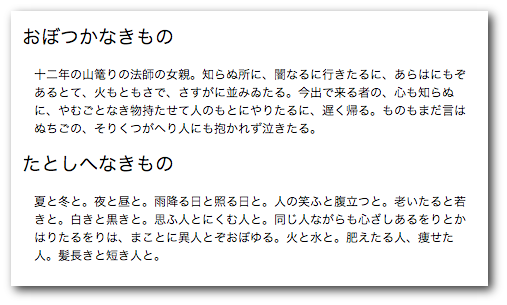 おぼつかなきもの
十二年の山篭りの法師の女親。知らぬ所に、闇なるに行きたるに、あらはにもぞ
あるとて、火もともさで、さすがに並みゐたる。今出で来る者の、心も知らぬ
に、やむごとなき物持たせて人のもとにやりたるに、遅く帰る。ものもまだ言は
ぬちごの、そりくつがへり人にも抱かれず泣きたる。
たとしへなきもの
夏と冬と。夜と昼と。雨降る日と照る日と。人の笑ふと腹立つと。老いたると若
きと。白きと黒きと。思ふ人とにくむ人と。同じ人ながらも心ざしあるをりとか
はりたるをりは、まことに異人とぞおぼゆる。火と水と。肥えたる人、痩せた
人。髪長きと短き人と。